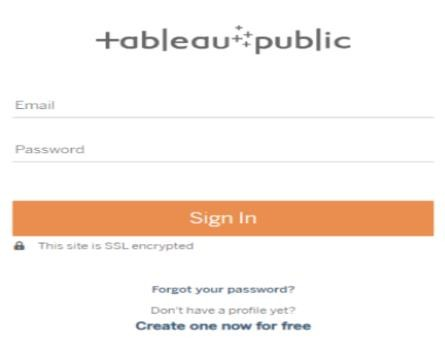 +ableau public
Email
Password
Sign In
This site is SSL encrypted
Forgot your password?
Don't have a profile yet?
Create one now for free